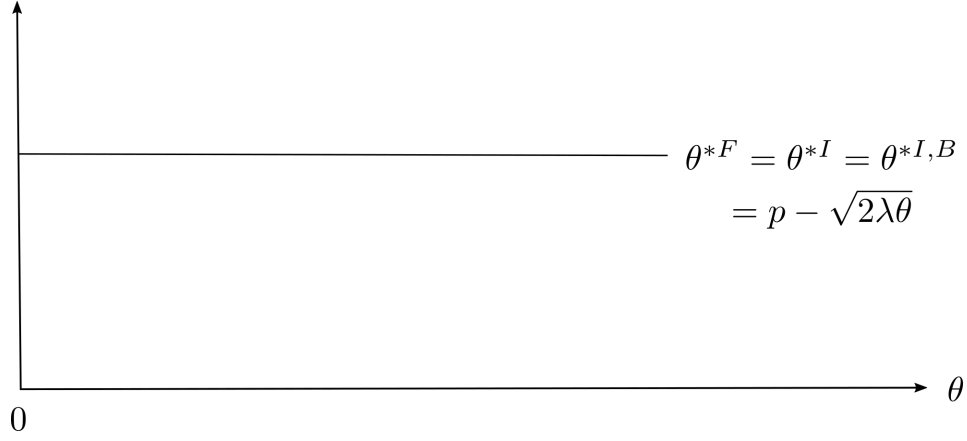 θ*F = θ*I = θ*I,B
= p − √2λθ
θ
0